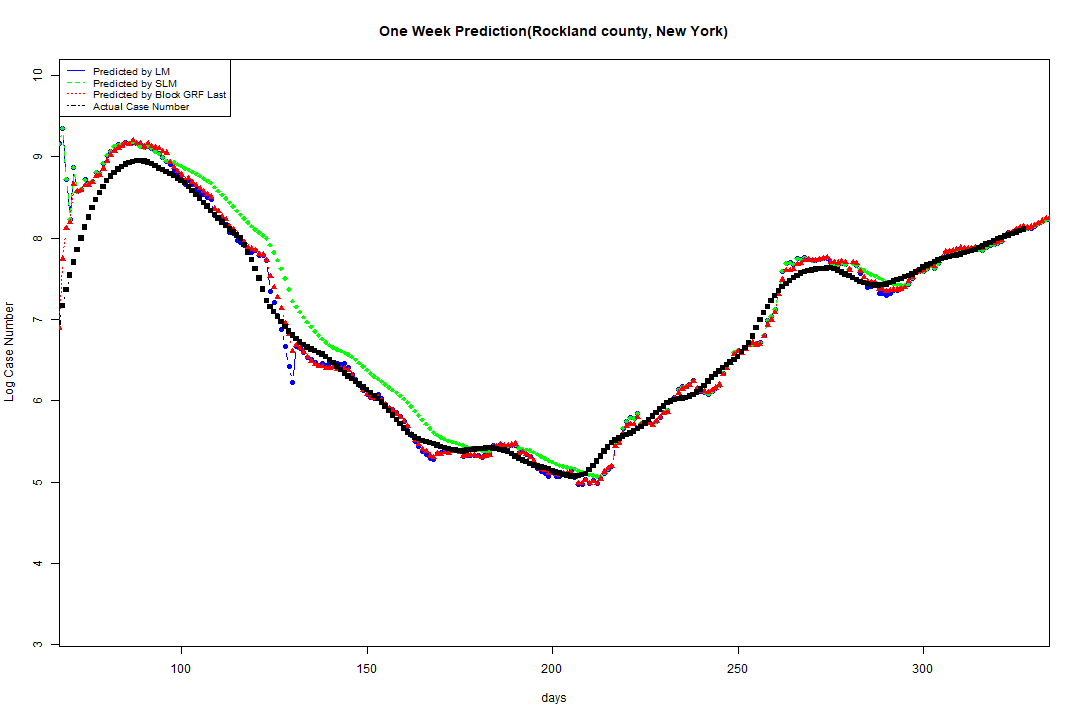 One Week Prediction(Rockland county, New York)
Predicted by LM
Predicted by SLM
Predicted by Block GRF Last
Actual Case Number
10
9
8
7
6
5
4
3
Log Case Number
100 150 200 250 300
days